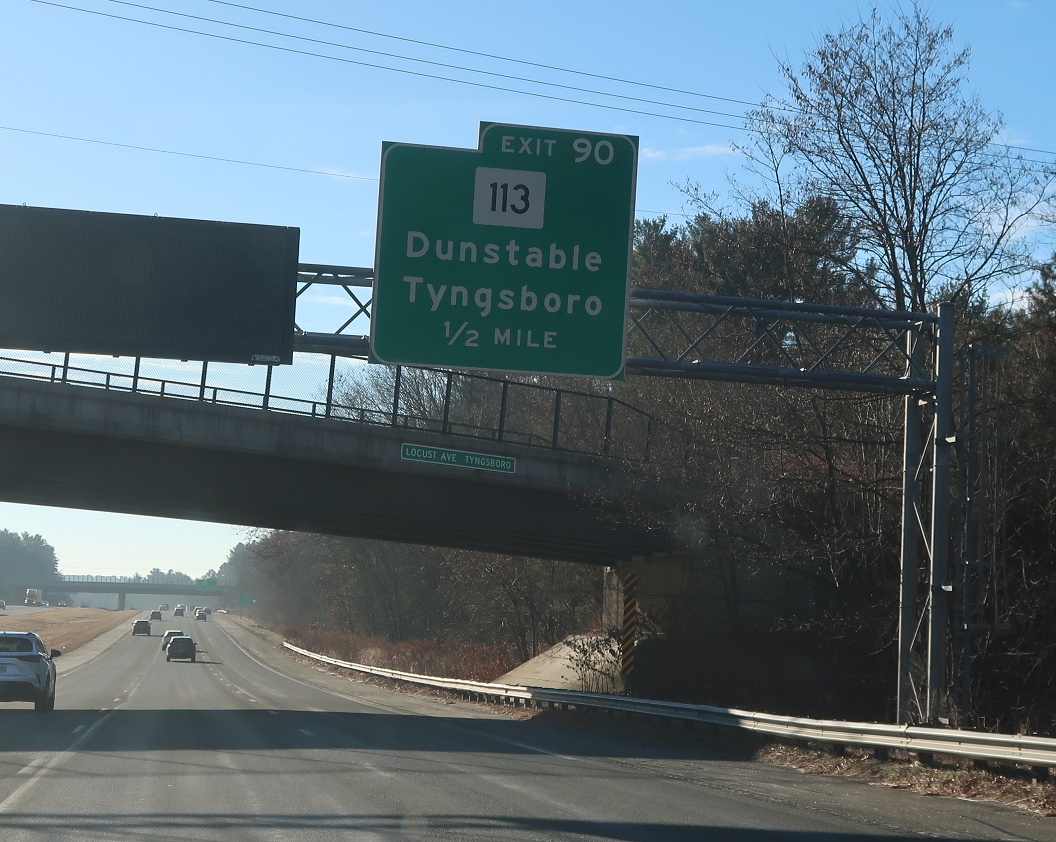 EXIT 90
113
Dunstable
Tyngsboro
1/2 MILE
LOCUST AVE TYNGSBORO